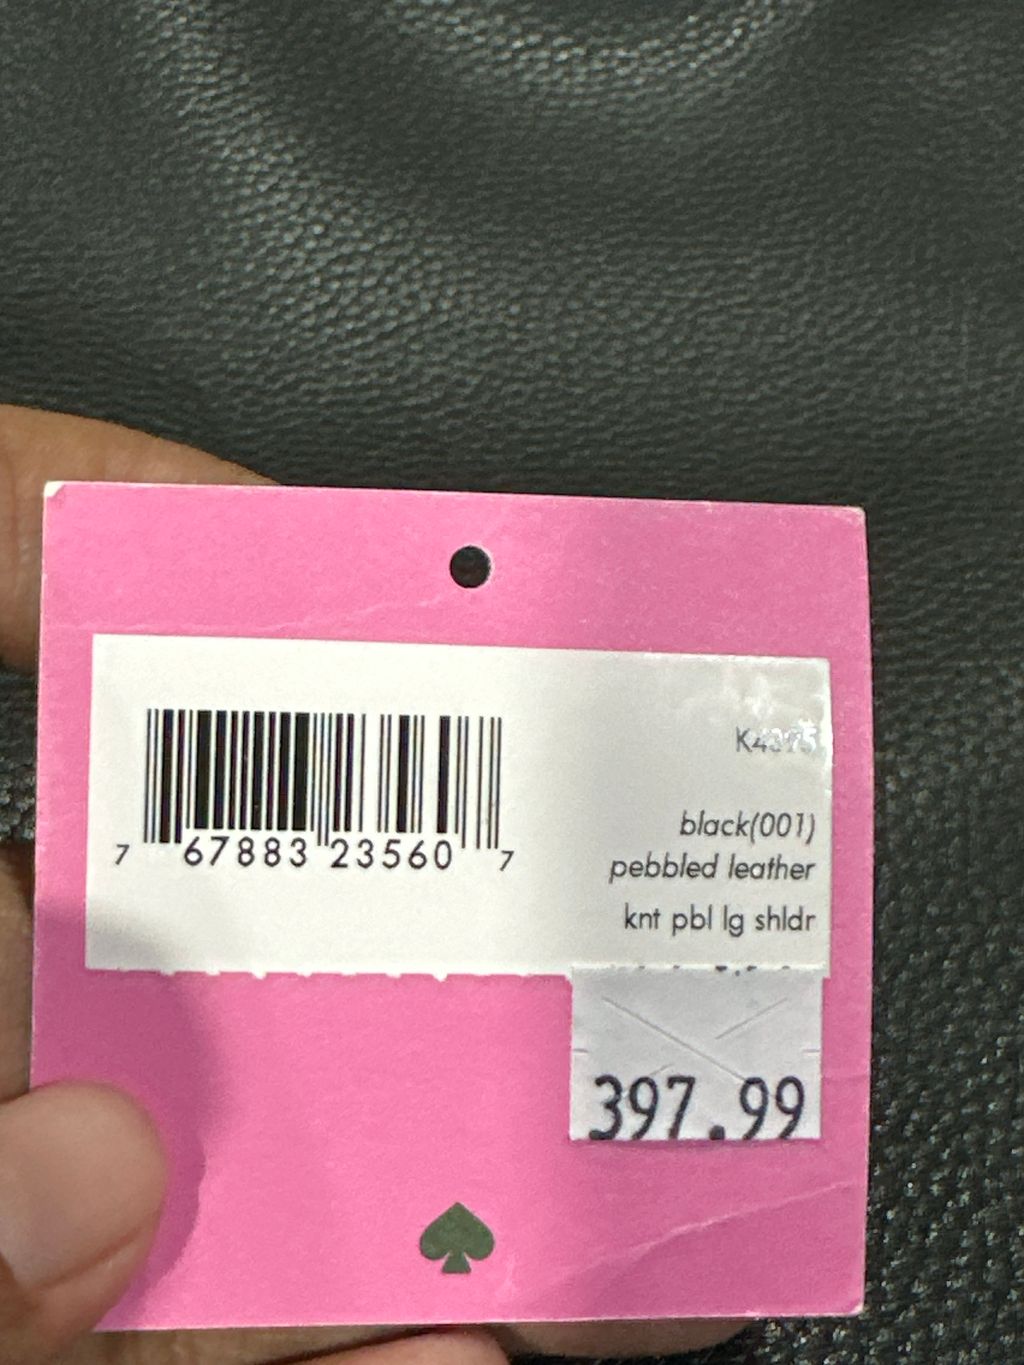 black(001)
pebbled leather
knt pbl lg shldr
7 67883 23560 7
397.99